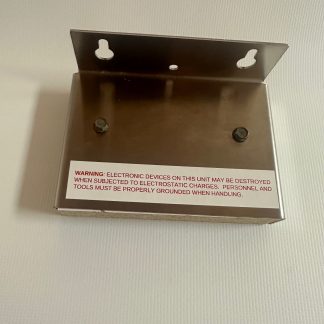 WARNING: ELECTRONIC DEVICES ON THIS UNIT MAY BE DESTROYED
WHEN SUBJECTED TO ELECTROSTATIC CHARGES. PERSONNEL AND
TOOLS MUST BE PROPERLY GROUNDED WHEN HANDLING.